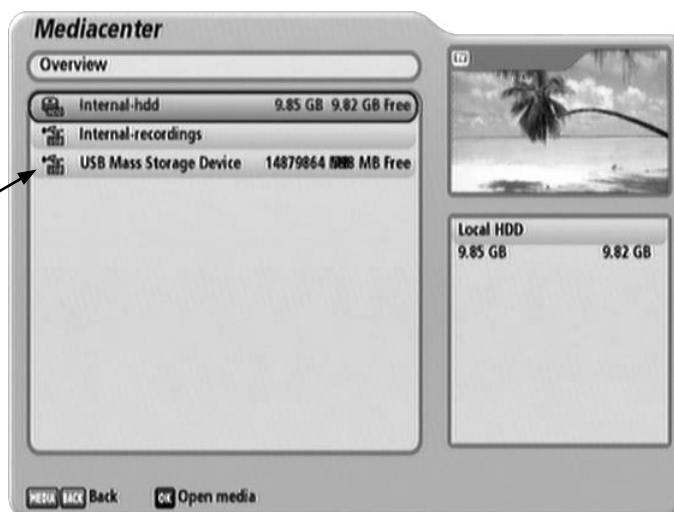 Mediacenter
Overview
Internal-hdd 9.85 GB 9.82 GB Free
Internal-recordings
USB Mass Storage Device 14879864 MB Free
Local HDD
9.85 GB 9.82 GB
MEDIA BACK Back OK Open media